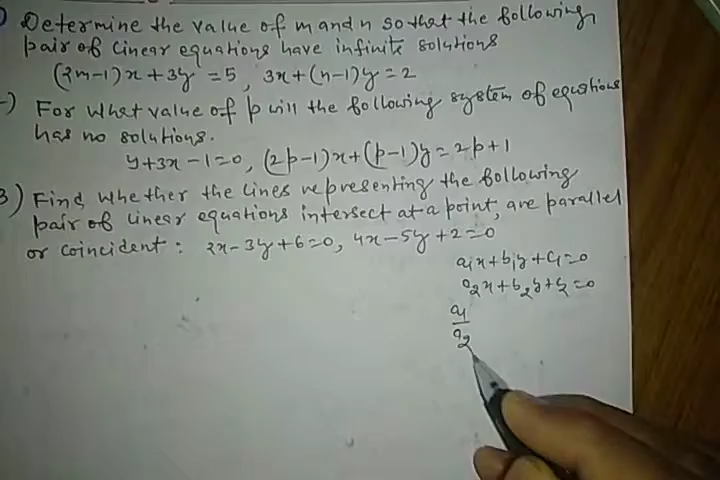 ) Determine the value of m and n so that the following
pair of linear equations have infinite solutions
(2m-1)x + 3y = 5, 3x + (n-1)y = 2
-) For what value of p will the following system of equations
has no solutions.
y+3x-1=0, (2p-1)x+(p-1)y=2p+1
3) Find whether the lines representing the following
pair of linear equations intersect at a point, are parallel
or coincident: 2x-3y+6=0, 4x-5y+2=0
a₁x+b₁y+c₁=0
a₂x+b₂y+c₂=0
a₁
a₂